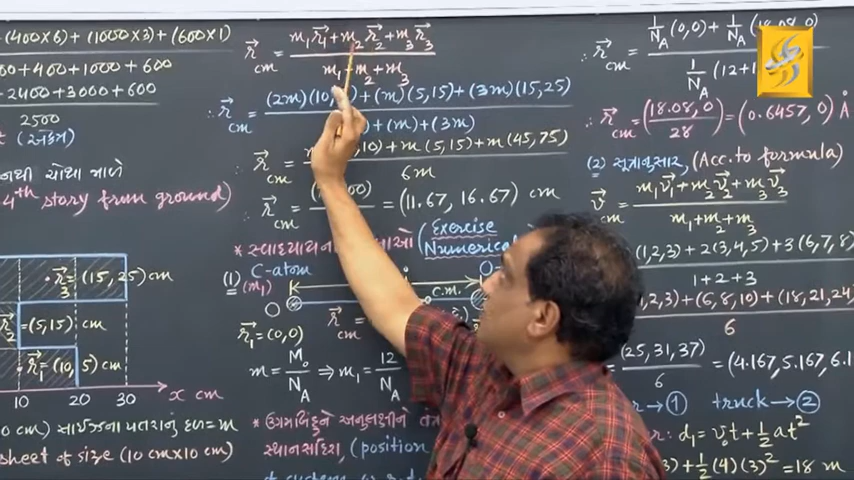 +(400×6)+(1000×3)+(600×1)
00+400+1000+600
-2400+3000+600
2500
4th story from ground)
r⃗3 (15,25)cm
r⃗2=(5,15) cm
r⃗1=(10,5)cm
10 20 30 x cm
sheet of size (10 cm×10 cm)
r⃗cm = m1r⃗1+m2r⃗2+m3r⃗3
m1+m2+m3
∴ r⃗cm = (2m)(10, )+(m)(5,15)+(3m)(15,25)
)+(m)+(3m)
r⃗cm = ,10)+m(5,15)+m(45,75)
6m
r⃗cm = = (11.67, 16.67) cm
* સ્વાધ્યાયના (Exercise Numerical
(1) C-atom
(m1) c.m.
r⃗1=(0,0) r⃗cm
m = Mo/NA ⇒ m1 = 12/NA
* ઉગમબિંદુને અનુલક્ષીને
સ્થાનસદિશ (position
∴ r⃗cm = 1/NA(0,0)+1/NA(18.08,0)
1/NA(12+1
∴ r⃗cm = (18.08,0)/28 = (0.6457,0) Å
(2) સૂત્રાનુસાર, (Acc. to formula)
v⃗cm = m1v⃗1+m2v⃗2+m3v⃗3
m1+m2+m3
(1,2,3)+2(3,4,5)+3(6,7,8)
1+2+3
,2,3)+(6,8,10)+(18,21,24)
6
(25,31,37)/6 = (4.167,5.167,6.1
r→① truck→②
r: d1=v0t+½at²
3)+½(4)(3)²=18 m